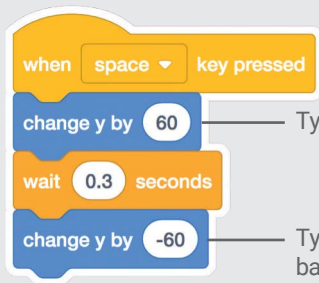 when space key pressed
change y by 60
Ty
wait 0.3 seconds
change y by -60
Ty
ba